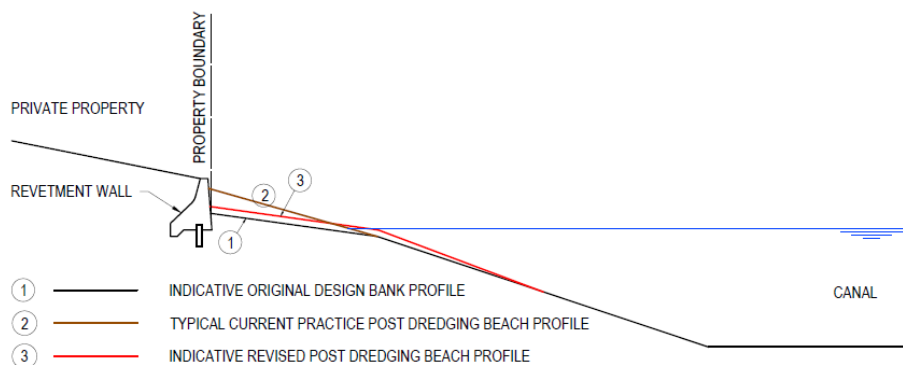 PROPERTY BOUNDARY
PRIVATE PROPERTY
REVETMENT WALL
2
3
1
CANAL
1 INDICATIVE ORIGINAL DESIGN BANK PROFILE
2 TYPICAL CURRENT PRACTICE POST DREDGING BEACH PROFILE
3 INDICATIVE REVISED POST DREDGING BEACH PROFILE